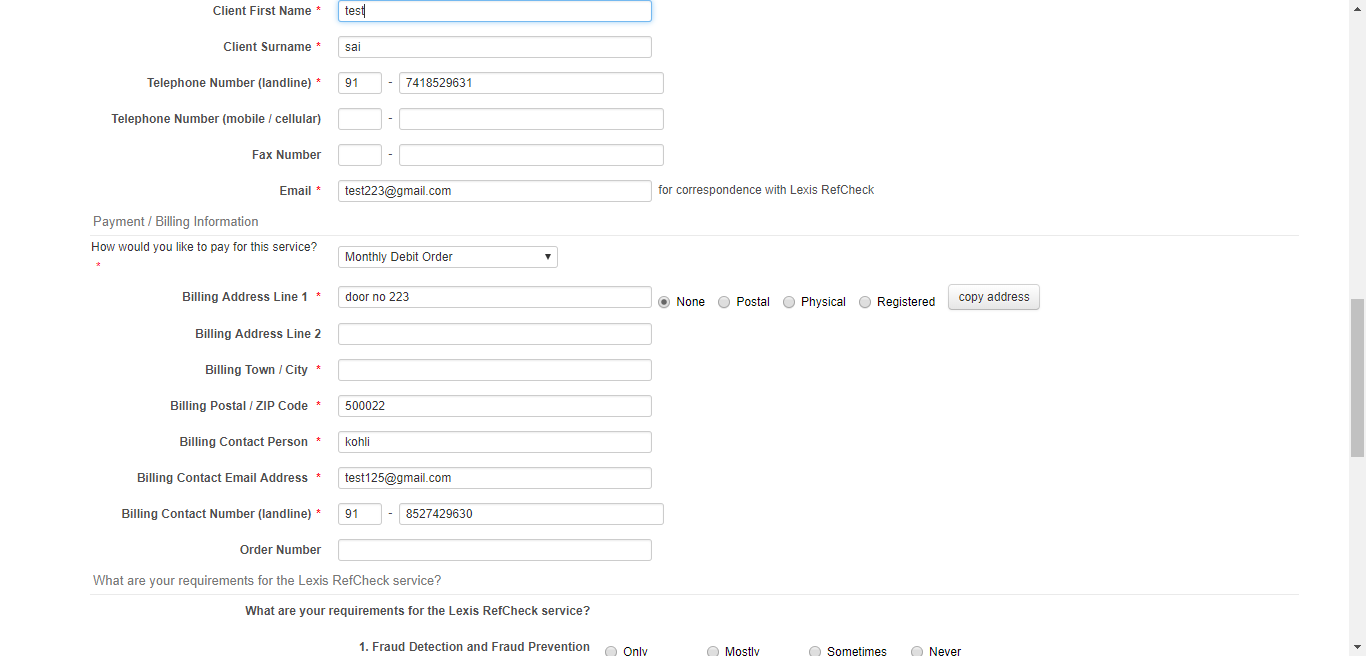 Client First Name * test
Client Surname * sai
Telephone Number (landline) * 91 - 7418529631
Telephone Number (mobile / cellular) -
Fax Number -
Email * test223@gmail.com for correspondence with Lexis RefCheck
Payment / Billing Information
How would you like to pay for this service?
* Monthly Debit Order
Billing Address Line 1 * door no 223 None Postal Physical Registered copy address
Billing Address Line 2
Billing Town / City *
Billing Postal / ZIP Code * 500022
Billing Contact Person * kohli
Billing Contact Email Address * test125@gmail.com
Billing Contact Number (landline) * 91 - 8527429630
Order Number
What are your requirements for the Lexis RefCheck service?
What are your requirements for the Lexis RefCheck service?
1. Fraud Detection and Fraud Prevention Only Mostly Sometimes Never